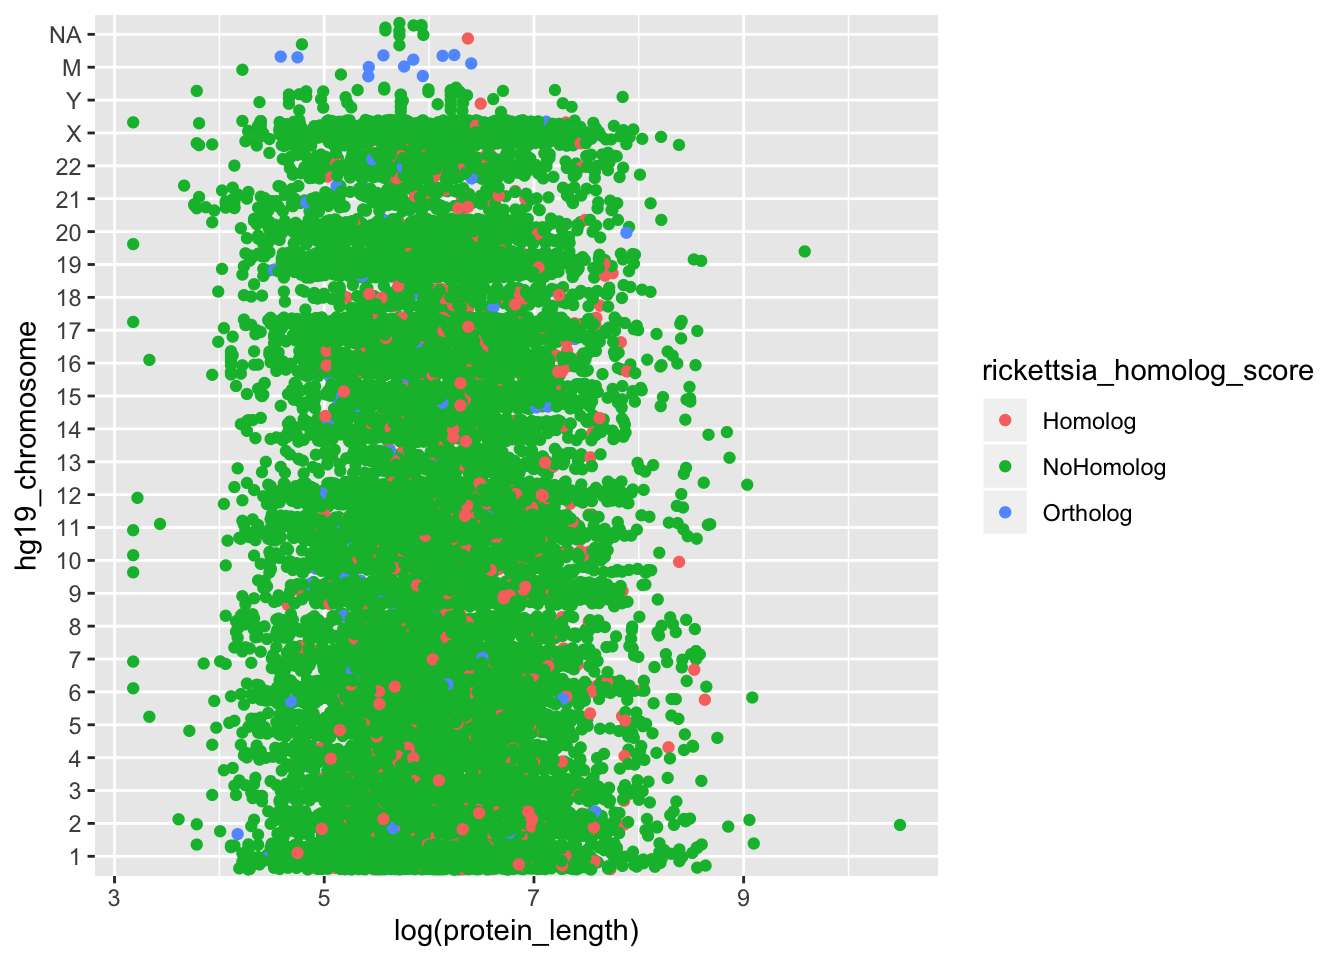 NA
M
Y
X
22
21
20
19
18
17
16
15
14
13
12
11
10
9
8
7
6
5
4
3
2
1
hg19_chromosome
3 5 7 9
log(protein_length)
rickettsia_homolog_score
Homolog
NoHomolog
Ortholog